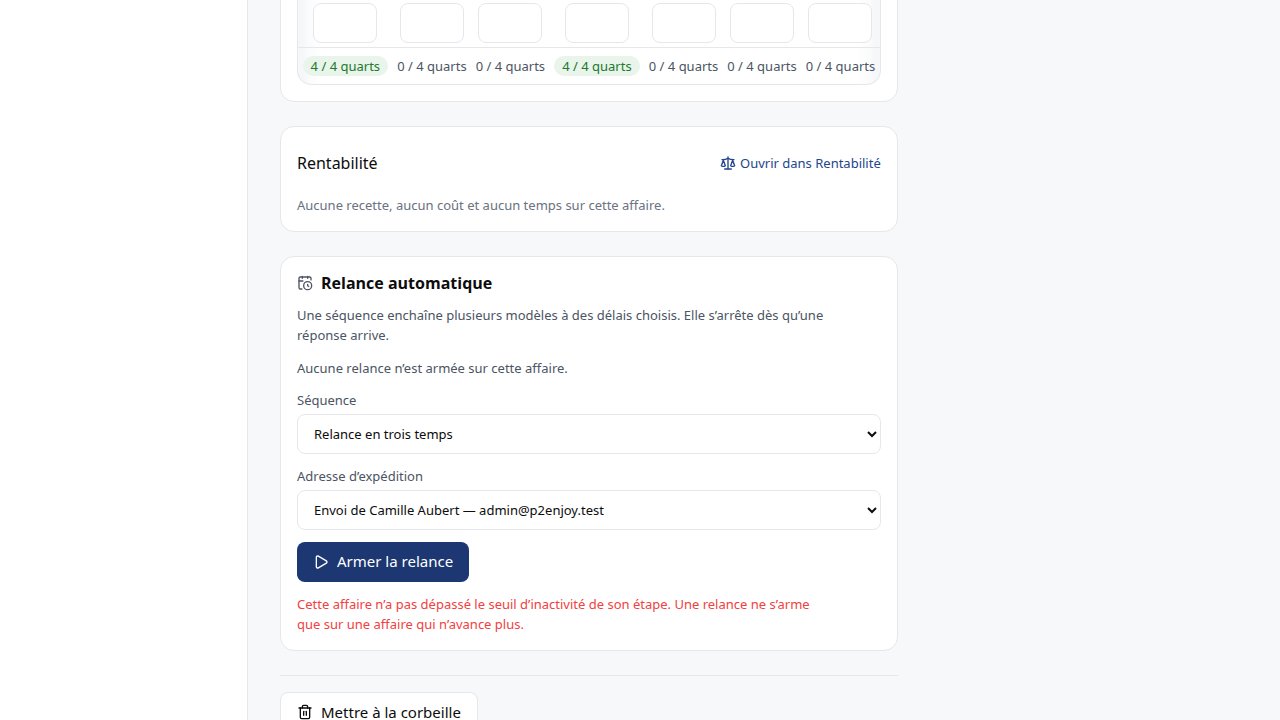 4 / 4 quarts 0 / 4 quarts 0 / 4 quarts 4 / 4 quarts 0 / 4 quarts 0 / 4 quarts 0 / 4 quarts
Rentabilité
Ouvrir dans Rentabilité
Aucune recette, aucun coût et aucun temps sur cette affaire.
Relance automatique
Une séquence enchaîne plusieurs modèles à des délais choisis. Elle s’arrête dès qu’une
réponse arrive.
Aucune relance n’est armée sur cette affaire.
Séquence
Relance en trois temps
Adresse d’expédition
Envoi de Camille Aubert — admin@p2enjoy.test
Armer la relance
Cette affaire n’a pas dépassé le seuil d’inactivité de son étape. Une relance ne s’arme
que sur une affaire qui n’avance plus.
Mettre à la corbeille